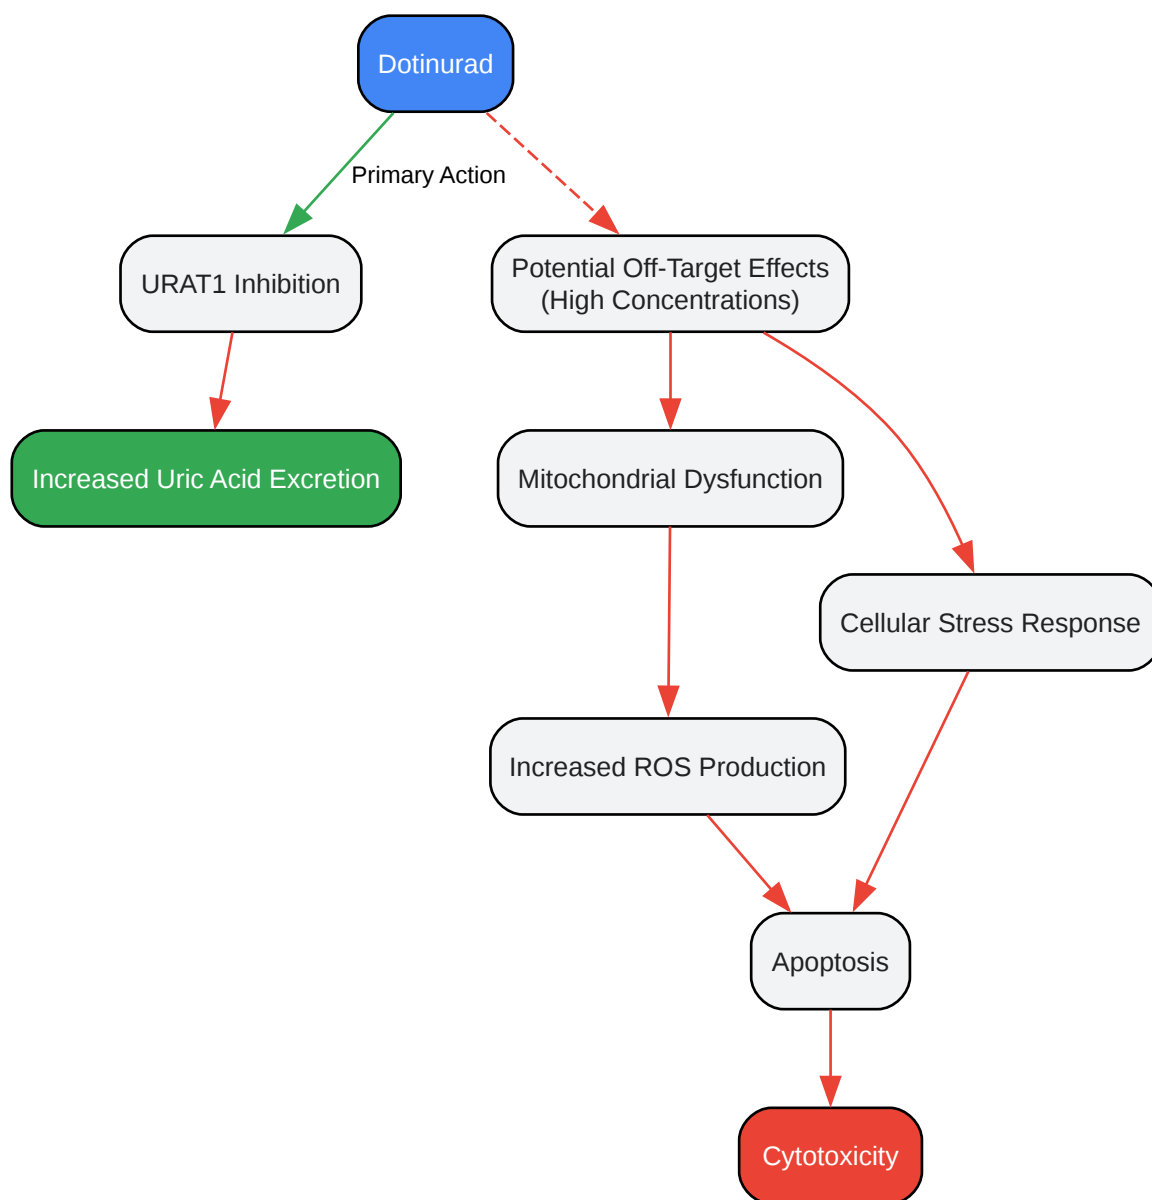 Dotinurad
Primary Action
URAT1 Inhibition
Potential Off-Target Effects
(High Concentrations)
Increased Uric Acid Excretion
Mitochondrial Dysfunction
Cellular Stress Response
Increased ROS Production
Apoptosis
Cytotoxicity